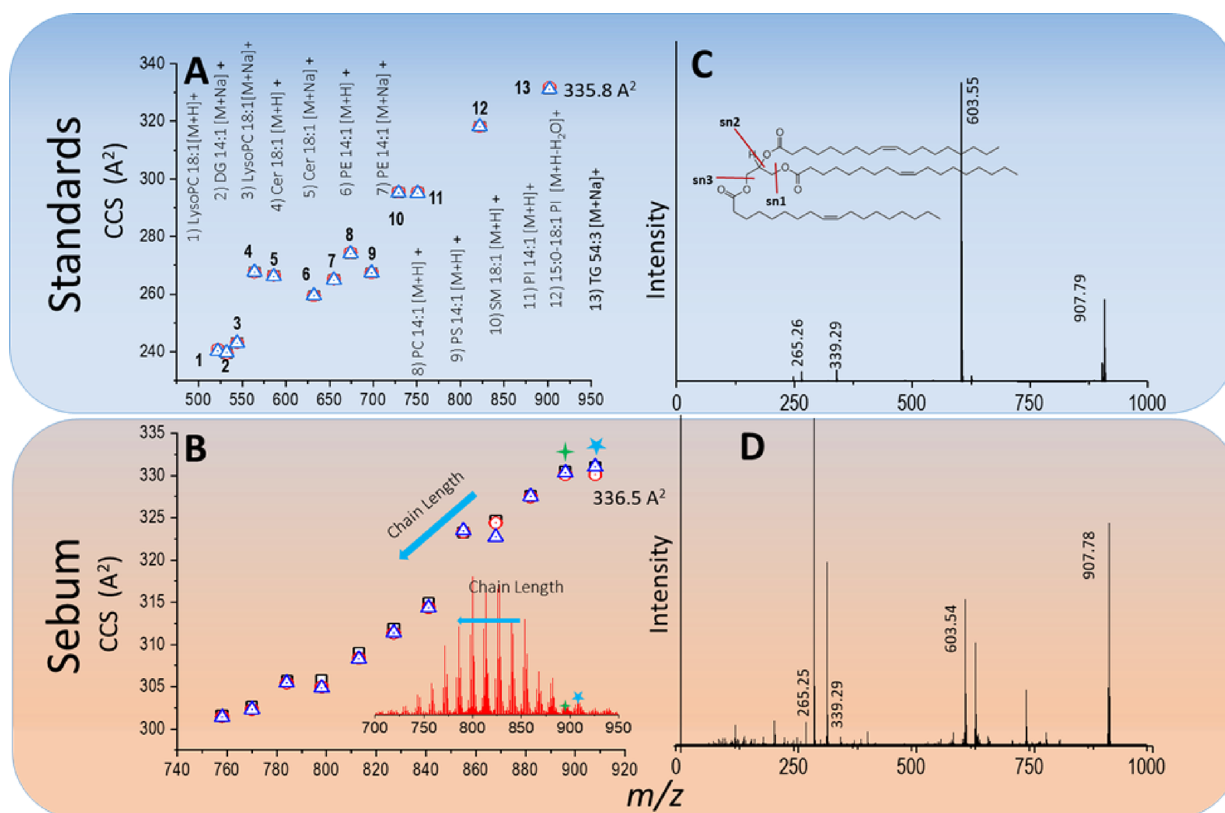 Standards
A
CCS (A²)
340
320
300
280
260
240
500 550 600 650 700 750 800 850 900 950
1) LysoPC 18:1[M+H]+
2) DG 14:1 [M+Na] +
3) LysoPC 18:1[M+Na]+
4) Cer 18:1 [M+H] +
5) Cer 18:1 [M+Na] +
6) PE 14:1 [M+H] +
7) PE 14:1 [M+Na] +
8) PC 14:1 [M+H] +
9) PS 14:1 [M+H] +
10) SM 18:1 [M+H] +
11) PI 14:1 [M+H]+
12) 15:0-18:1 PI [M+H-H₂O]+
13) TG 54:3 [M+Na]+
1
2
3
4
5
6
7
8
9
10
11
12
13
335.8 A²
C
Intensity
603.55
907.79
265.26
339.29
sn2
sn3
sn1
H
O
O
O
O
O
O
0 250 500 750 1000
Sebum
B
CCS (A²)
335
330
325
320
315
310
305
300
740 760 780 800 820 840 860 880 900 920
Chain Length
336.5 A²
Chain Length
700 750 800 850 900 950
D
Intensity
265.25
339.29
603.54
907.78
0 250 500 750 1000
m/z